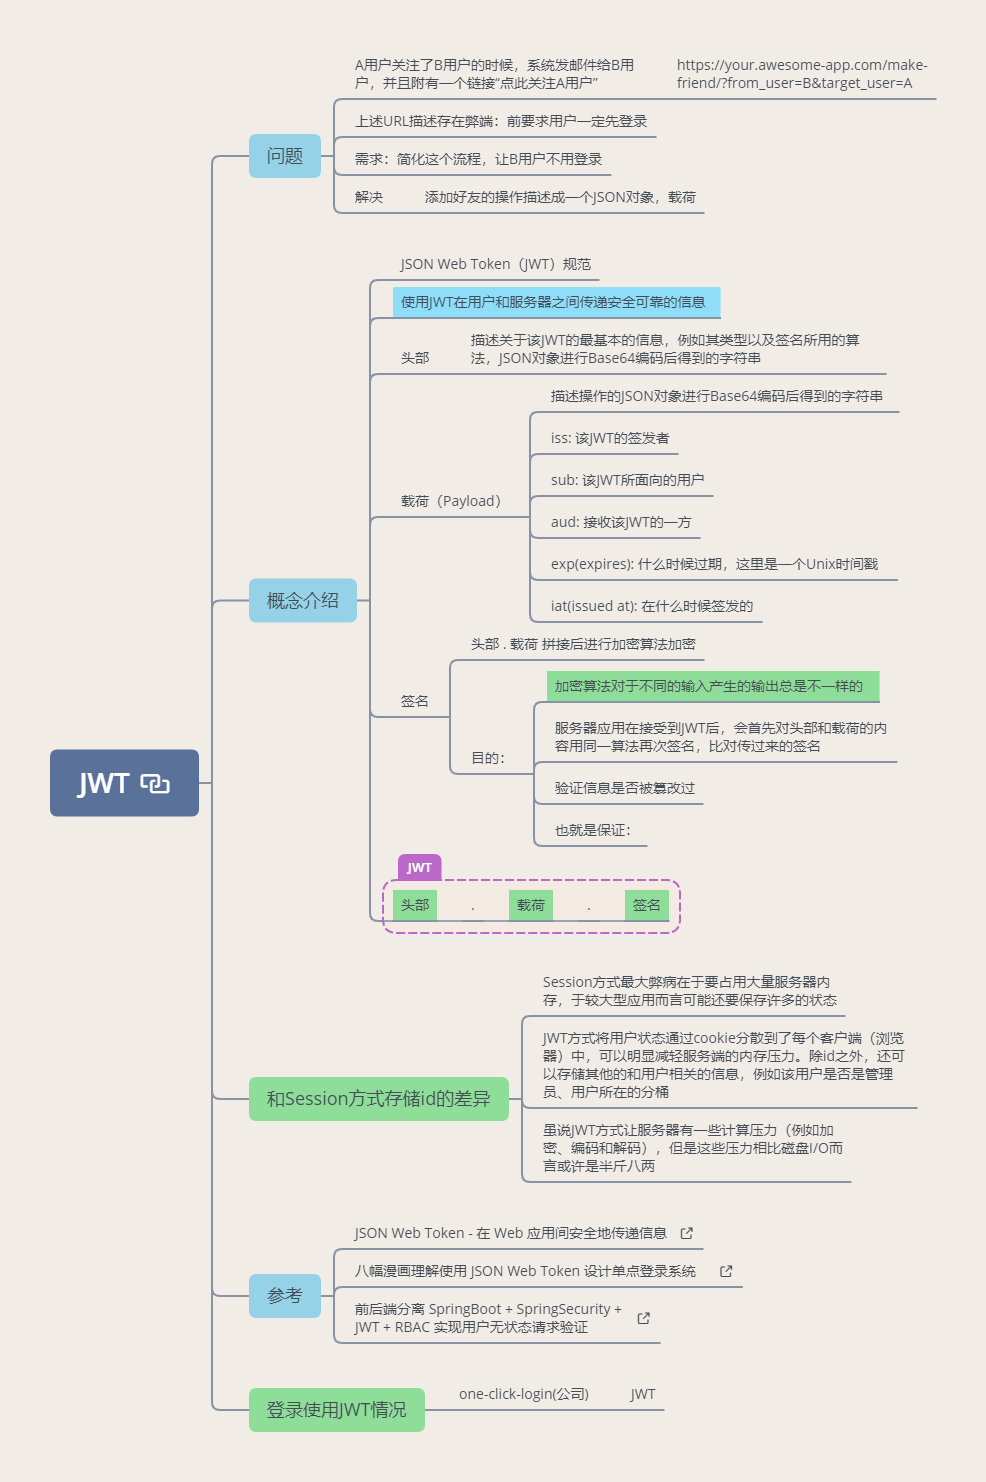 A用户关注了B用户的时候，系统发邮件给B用
户，并且附有一个链接“点此关注A用户”
https://your.awesome-app.com/make-
friend/?from_user=B&target_user=A
上述URL描述存在弊端：前要求用户一定先登录
问题
需求：简化这个流程，让B用户不用登录
解决
添加好友的操作描述成一个JSON对象，载荷
JSON Web Token（JWT）规范
使用JWT在用户和服务器之间传递安全可靠的信息
头部
描述关于该JWT的最基本的信息，例如其类型以及签名所用的算
法，JSON对象进行Base64编码后得到的字符串
描述操作的JSON对象进行Base64编码后得到的字符串
iss: 该JWT的签发者
sub: 该JWT所面向的用户
载荷（Payload）
aud: 接收该JWT的一方
exp(expires): 什么时候过期，这里是一个Unix时间戳
概念介绍
iat(issued at): 在什么时候签发的
头部 . 载荷 拼接后进行加密算法加密
签名
加密算法对于不同的输入产生的输出总是不一样的
服务器应用在接受到JWT后，会首先对头部和载荷的内
容用同一算法再次签名，比对传过来的签名
目的：
验证信息是否被篡改过
也就是保证：
JWT
JWT
头部 . 载荷 . 签名
Session方式最大弊病在于要占用大量服务器内
存，于较大型应用而言可能还要保存许多的状态
JWT方式将用户状态通过cookie分散到了每个客户端（浏览
器）中，可以明显减轻服务端的内存压力。除id之外，还可
以存储其他的和用户相关的信息，例如该用户是否是管理
员、用户所在的分桶
和Session方式存储id的差异
虽说JWT方式让服务器有一些计算压力（例如加
密、编码和解码），但是这些压力相比磁盘I/O而
言或许是半斤八两
JSON Web Token - 在 Web 应用间安全地传递信息
八幅漫画理解使用 JSON Web Token 设计单点登录系统
参考
前后端分离 SpringBoot + SpringSecurity +
JWT + RBAC 实现用户无状态请求验证
登录使用JWT情况
one-click-login(公司)
JWT